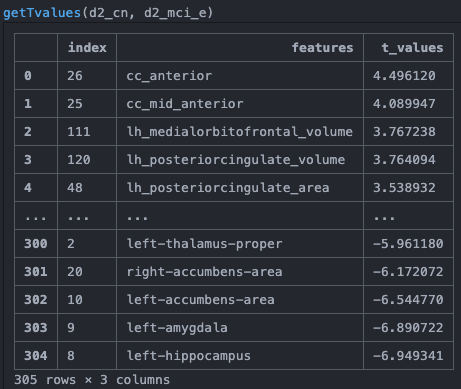 getTvalues(d2_cn, d2_mci_e)
index features t_values
0 26 cc_anterior 4.496120
1 25 cc_mid_anterior 4.089947
2 111 lh_medialorbitofrontal_volume 3.767238
3 120 lh_posteriorcingulate_volume 3.764094
4 48 lh_posteriorcingulate_area 3.538932
... ... ... ...
300 2 left-thalamus-proper -5.961180
301 20 right-accumbens-area -6.172072
302 10 left-accumbens-area -6.544770
303 9 left-amygdala -6.890722
304 8 left-hippocampus -6.949341
305 rows × 3 columns